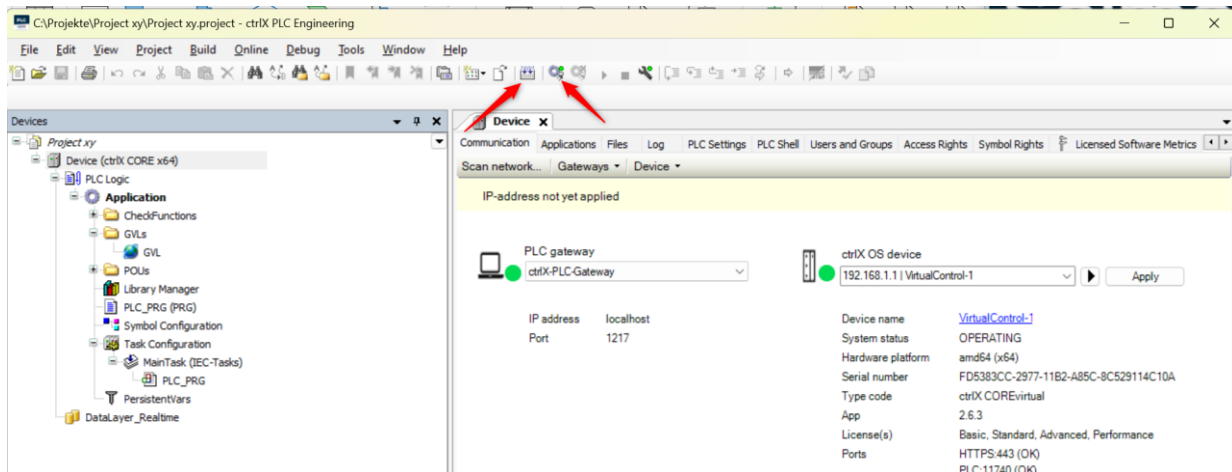 C:\Projekte\Project xy\Project xy.project - ctrlX PLC Engineering
File Edit View Project Build Online Debug Tools Window Help
Devices
Project xy
Device (ctrlX CORE x64)
PLC Logic
Application
CheckFunctions
GVLs
GVL
POUs
Library Manager
PLC_PRG (PRG)
Symbol Configuration
Task Configuration
MainTask (IEC-Tasks)
PLC_PRG
PersistentVars
DataLayer_Realtime
Device
Communication Applications Files Log PLC Settings PLC Shell Users and Groups Access Rights Symbol Rights Licensed Software Metrics
Scan network... Gateways Device
IP-address not yet applied
PLC gateway
ctrlX-PLC-Gateway
IP address localhost
Port 1217
ctrlX OS device
192.168.1.1 | VirtualControl-1 Apply
Device name VirtualControl-1
System status OPERATING
Hardware platform amd64 (x64)
Serial number FD5383CC-2977-11B2-A85C-8C529114C10A
Type code ctrlX COREvirtual
App 2.6.3
License(s) Basic, Standard, Advanced, Performance
Ports HTTPS:443 (OK)
PLC:11740 (OK)